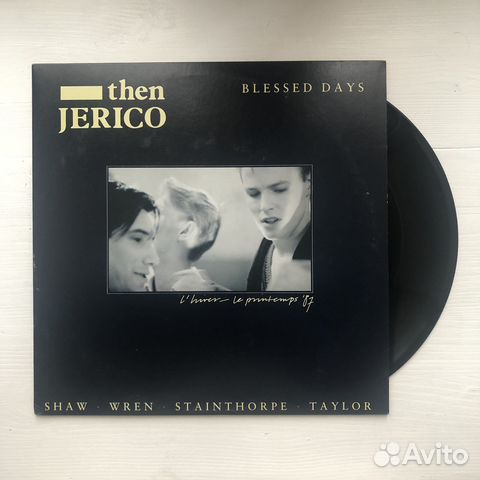 then
JERICO
BLESSED DAYS
l'hiver - le printemps '87
SHAW · WREN · STAINTHORPE · TAYLOR
Avito